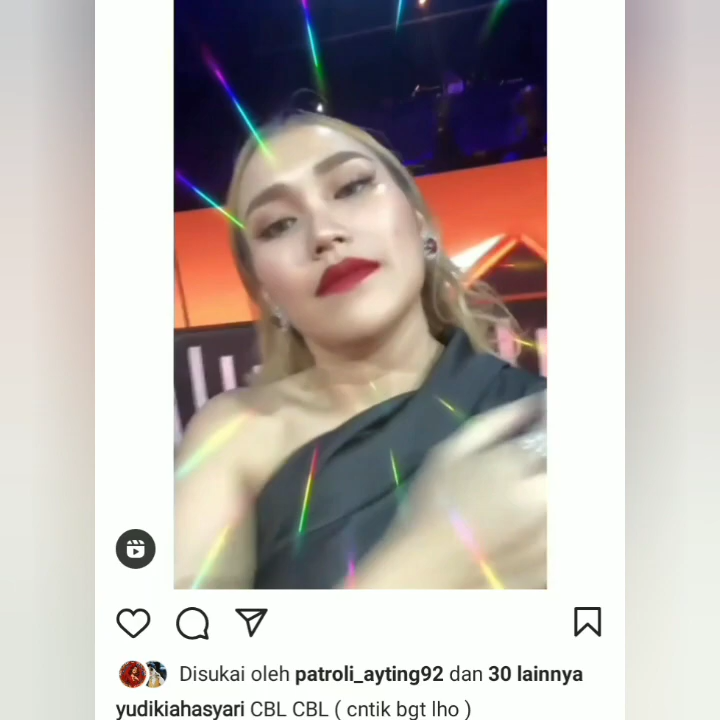 Disukai oleh patroli_ayting92 dan 30 lainnya
yudikiahasyari CBL CBL ( cntik bgt lho )